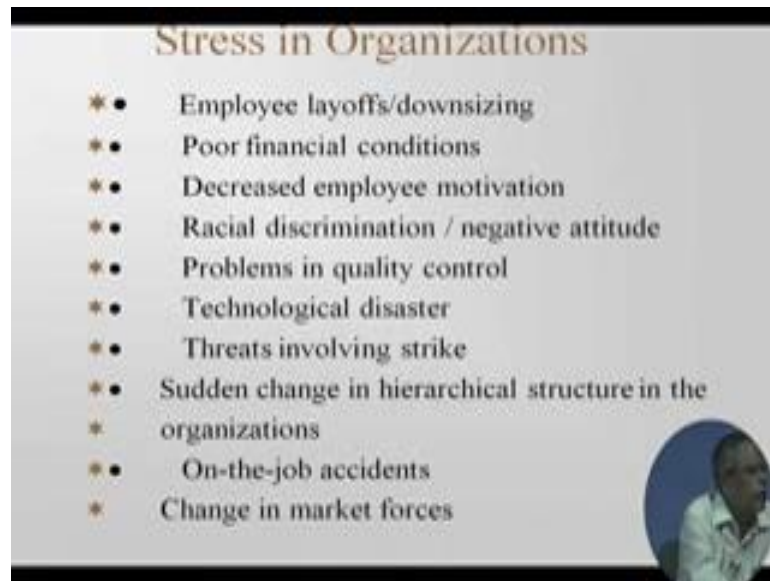 Stress in Organizations
* • Employee layoffs/downsizing
* • Poor financial conditions
* • Decreased employee motivation
* • Racial discrimination / negative attitude
* • Problems in quality control
* • Technological disaster
* • Threats involving strike
* • Sudden change in hierarchical structure in the
* organizations
* • On-the-job accidents
* Change in market forces